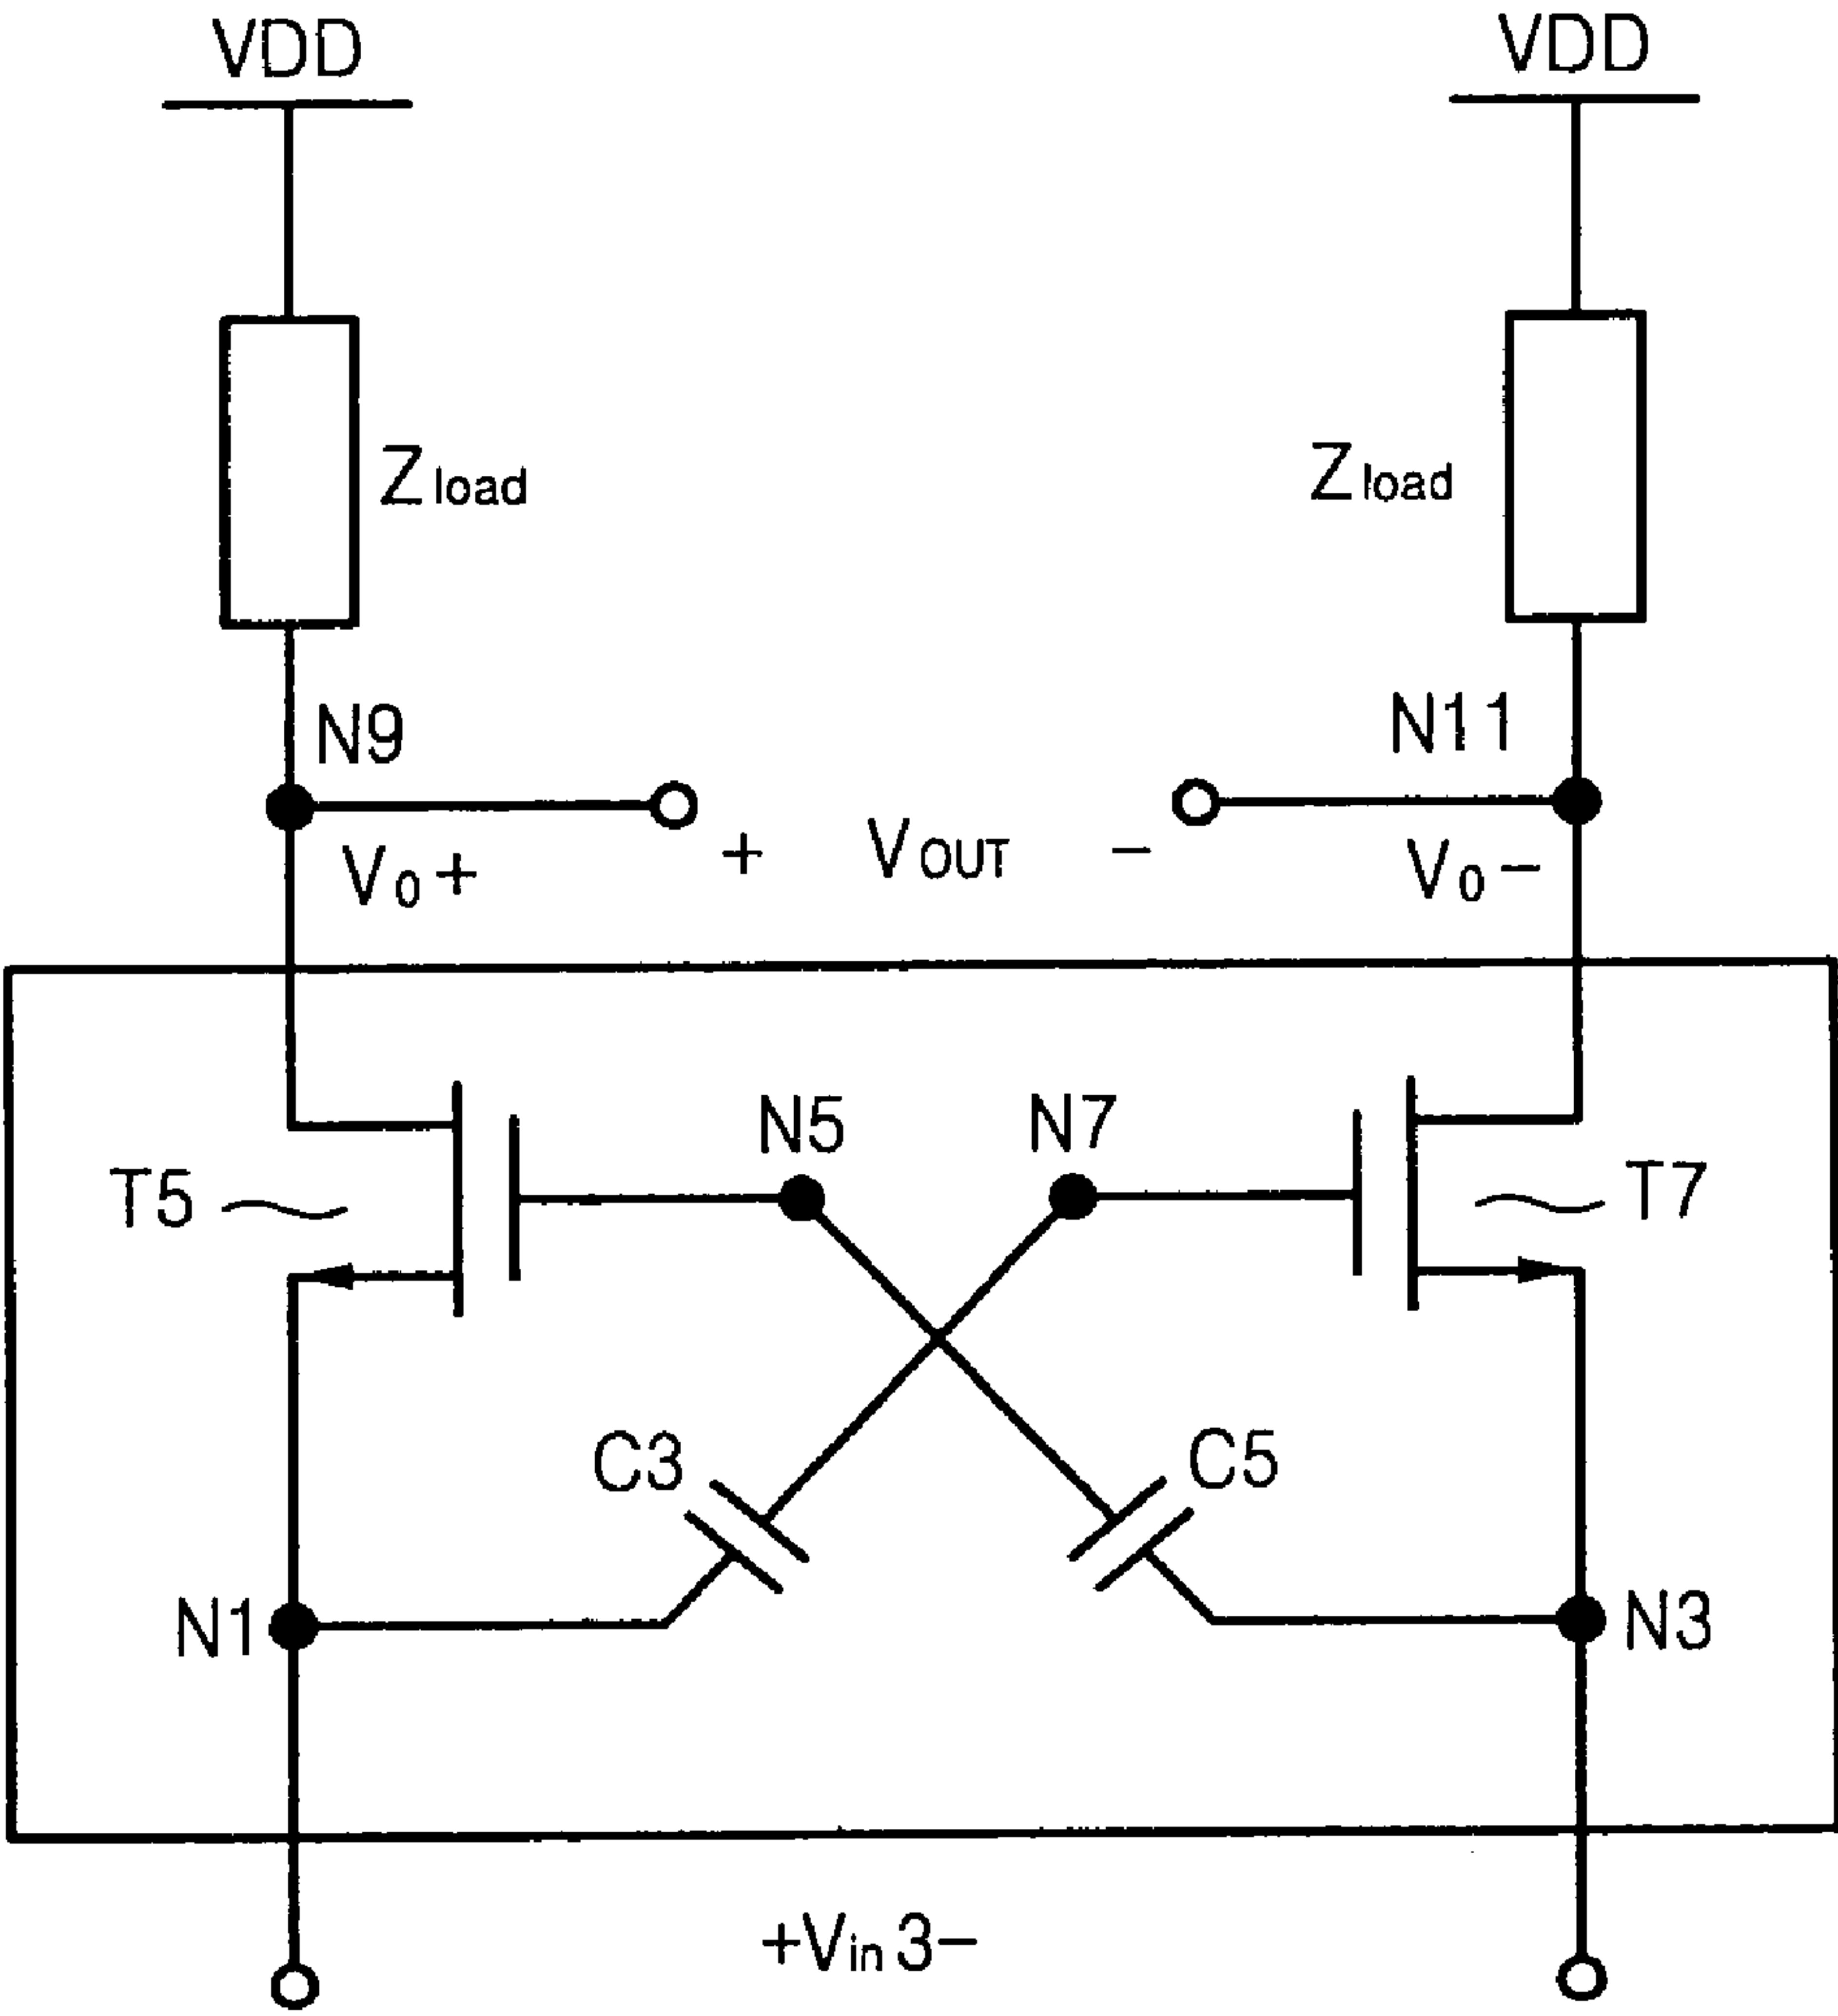 VDD VDD
Zload Zload
N9 N11
V0+ + VOUT - V0-
N5 N7
T5 T7
C3 C5
N1 N3
+Vin3-